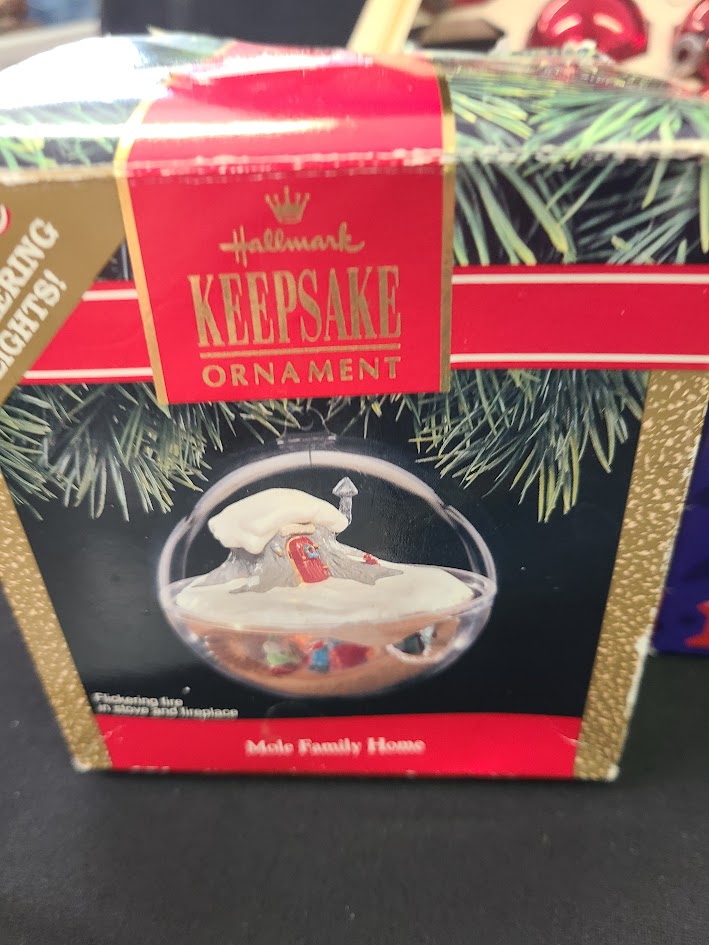 ERING
IGHTS!
Hallmark
KEEPSAKE
ORNAMENT
Flickering fire
in stove and fireplace
Mole Family Home